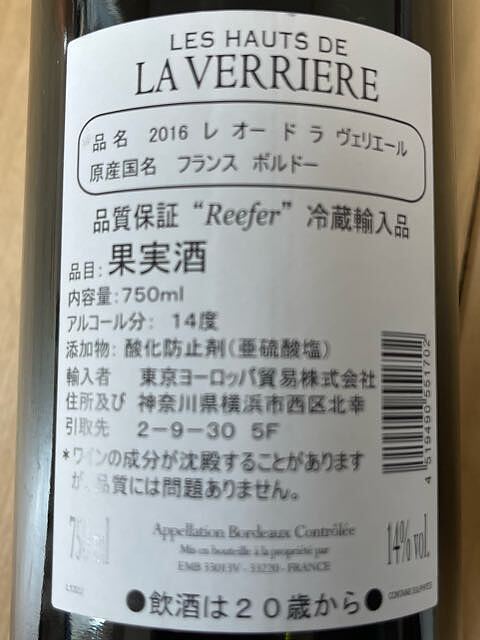 LES HAUTS DE
LA VERRIERE
品 名 2016 レ オー ド ラ ヴェリエール
原産国名 フランス ボルドー
品質保証 “Reefer” 冷蔵輸入品
品目: 果実酒
内容量:750ml
アルコール分: 14度
添加物: 酸化防止剤(亜硫酸塩)
輸入者 東京ヨーロッパ貿易株式会社
住所及び 神奈川県横浜市西区北幸
引取先 2-9-30 5F
*ワインの成分が沈殿することがあります
が、品質には問題ありません。
4 519490 551702
750ml
Appellation Bordeaux Contrôlée
Mis en bouteille à la propriété par
EMB 33013V - 33220 - FRANCE
14% vol.
CONTAINS SULPHITES
●飲酒は20歳から●